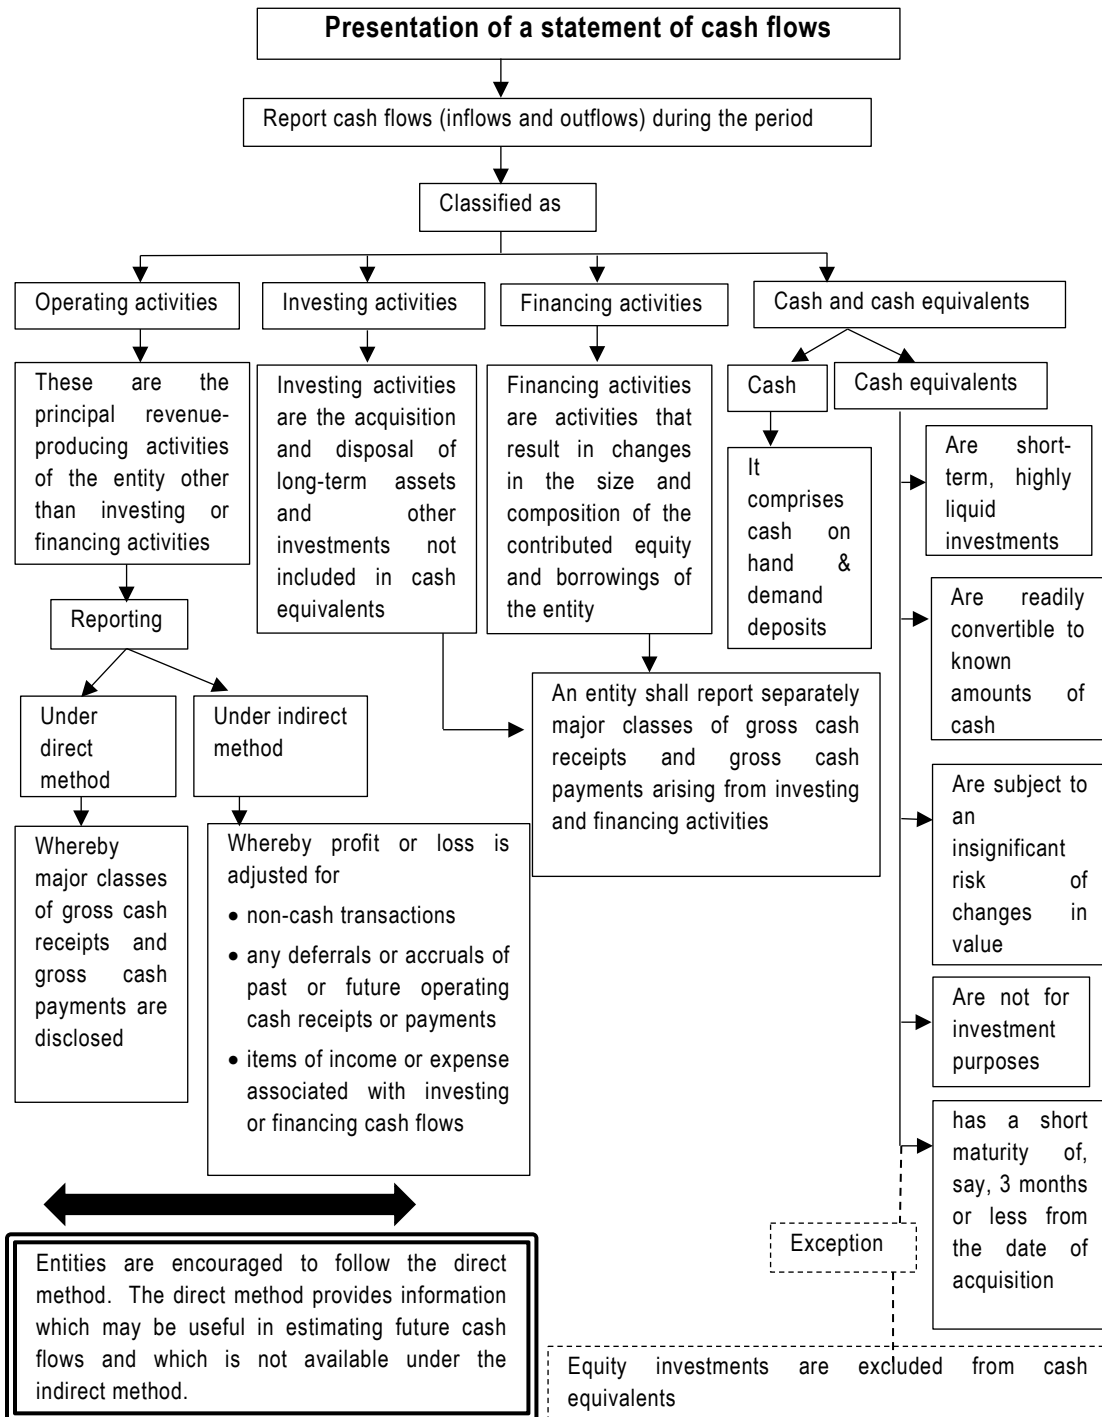 Presentation of a statement of cash flows
Report cash flows (inflows and outflows) during the period
Classified as
Operating activities
Investing activities
Financing activities
Cash and cash equivalents
These are the
principal revenue-
producing activities
of the entity other
than investing or
financing activities
Investing activities
are the acquisition
and disposal of
long-term assets
and other
investments not
included in cash
equivalents
Financing activities
are activities that
result in changes
in the size and
composition of the
contributed equity
and borrowings of
the entity
Cash
Cash equivalents
It
comprises
cash on
hand &
demand
deposits
Are short-
term, highly
liquid
investments
Are readily
convertible to
known
amounts of
cash
Are subject to
an
insignificant
risk of
changes in
value
Are not for
investment
purposes
has a short
maturity of,
say, 3 months
or less from
the date of
acquisition
Reporting
Under
direct
method
Under indirect
method
An entity shall report separately
major classes of gross cash
receipts and gross cash
payments arising from investing
and financing activities
Whereby
major classes
of gross cash
receipts and
gross cash
payments are
disclosed
Whereby profit or loss is
adjusted for
• non-cash transactions
• any deferrals or accruals of
past or future operating
cash receipts or payments
• items of income or expense
associated with investing
or financing cash flows
Exception
Entities are encouraged to follow the direct
method. The direct method provides information
which may be useful in estimating future cash
flows and which is not available under the
indirect method.
Equity investments are excluded from cash
equivalents